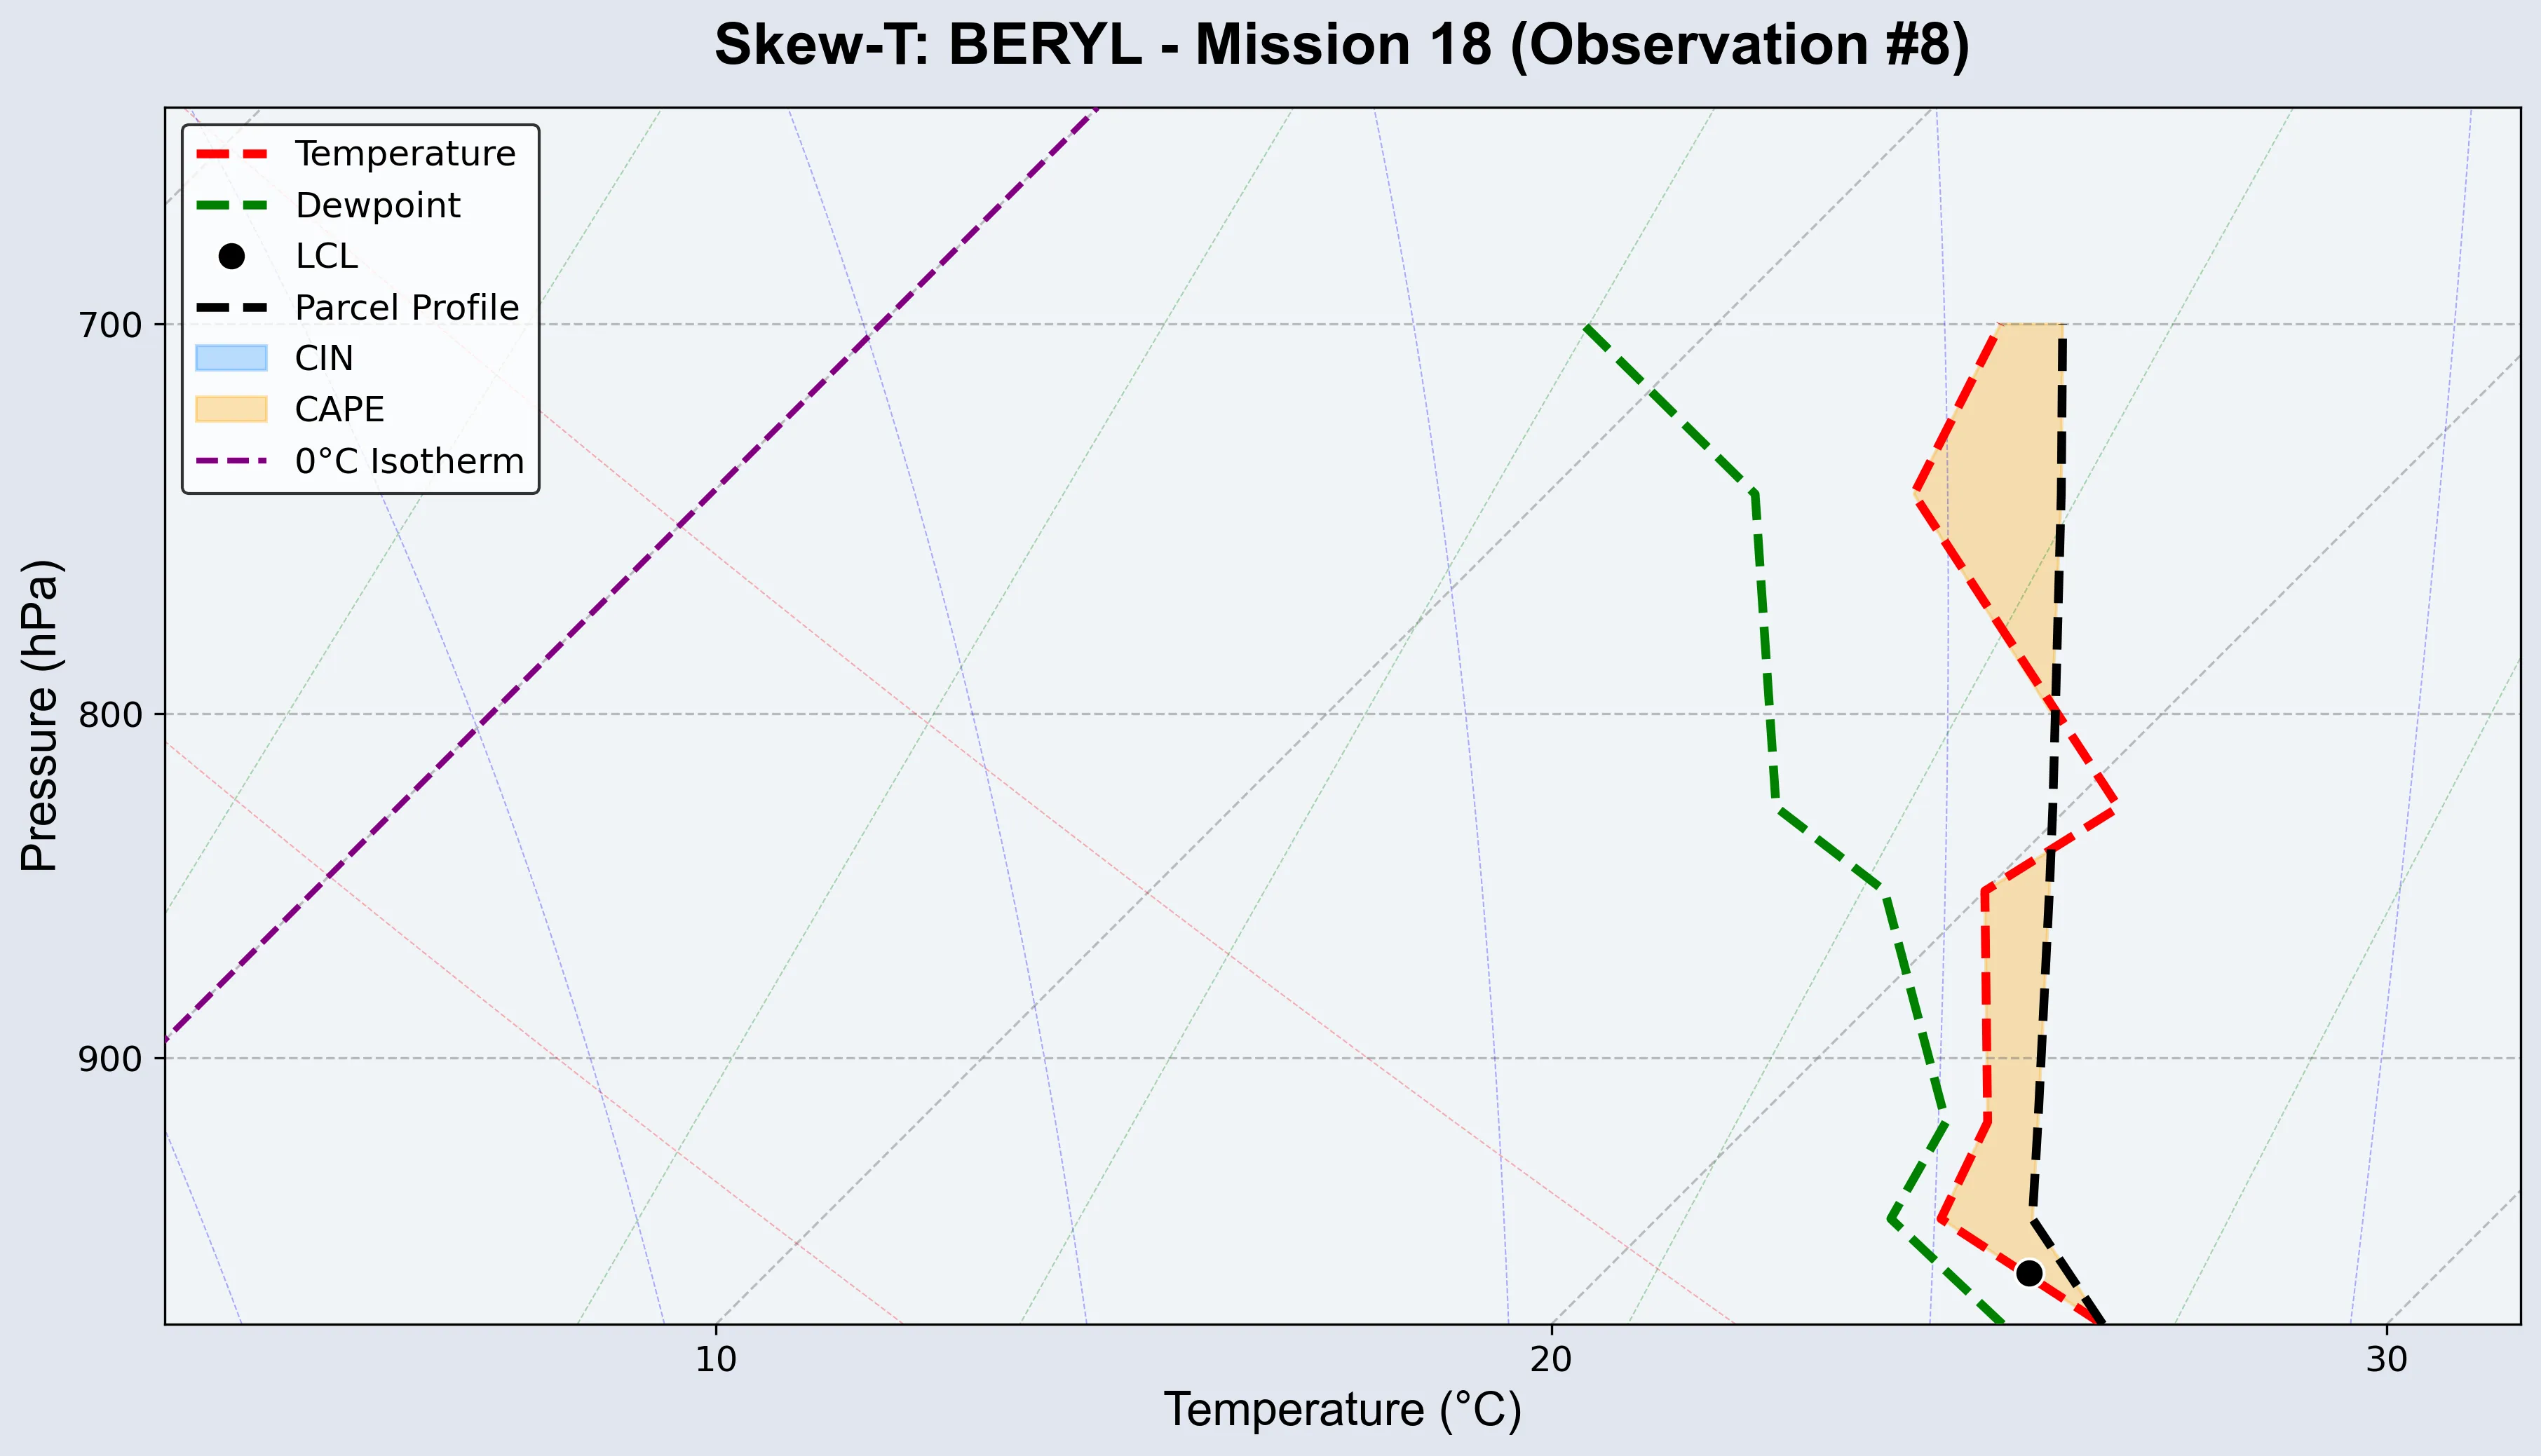 Skew-T: BERYL - Mission 18 (Observation #8)
Temperature
Dewpoint
LCL
Parcel Profile
CIN
CAPE
0°C Isotherm
700
800
900
Pressure (hPa)
10
20
30
Temperature (°C)